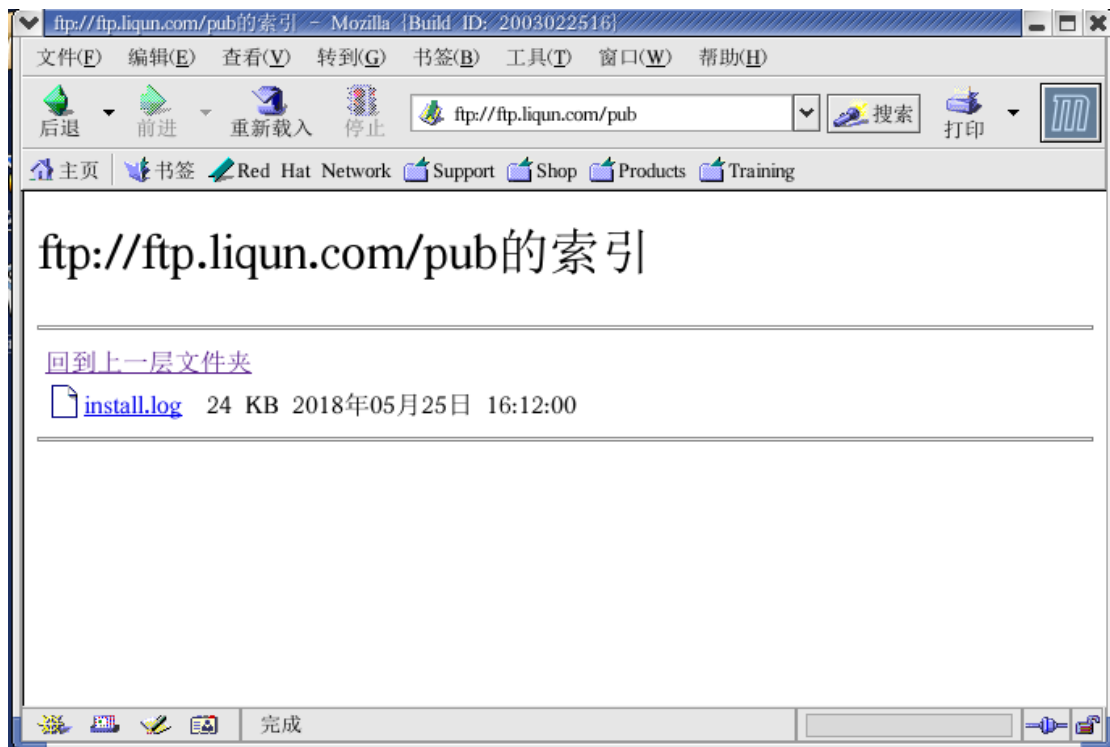 ftp://ftp.liqun.com/pub的索引 - Mozilla {Build ID: 2003022516}
文件(F) 编辑(E) 查看(V) 转到(G) 书签(B) 工具(T) 窗口(W) 帮助(H)
后退 前进 重新载入 停止 ftp://ftp.liqun.com/pub 搜索 打印
主页 书签 Red Hat Network Support Shop Products Training
ftp://ftp.liqun.com/pub的索引
回到上一层文件夹
install.log 24 KB 2018年05月25日 16:12:00
完成